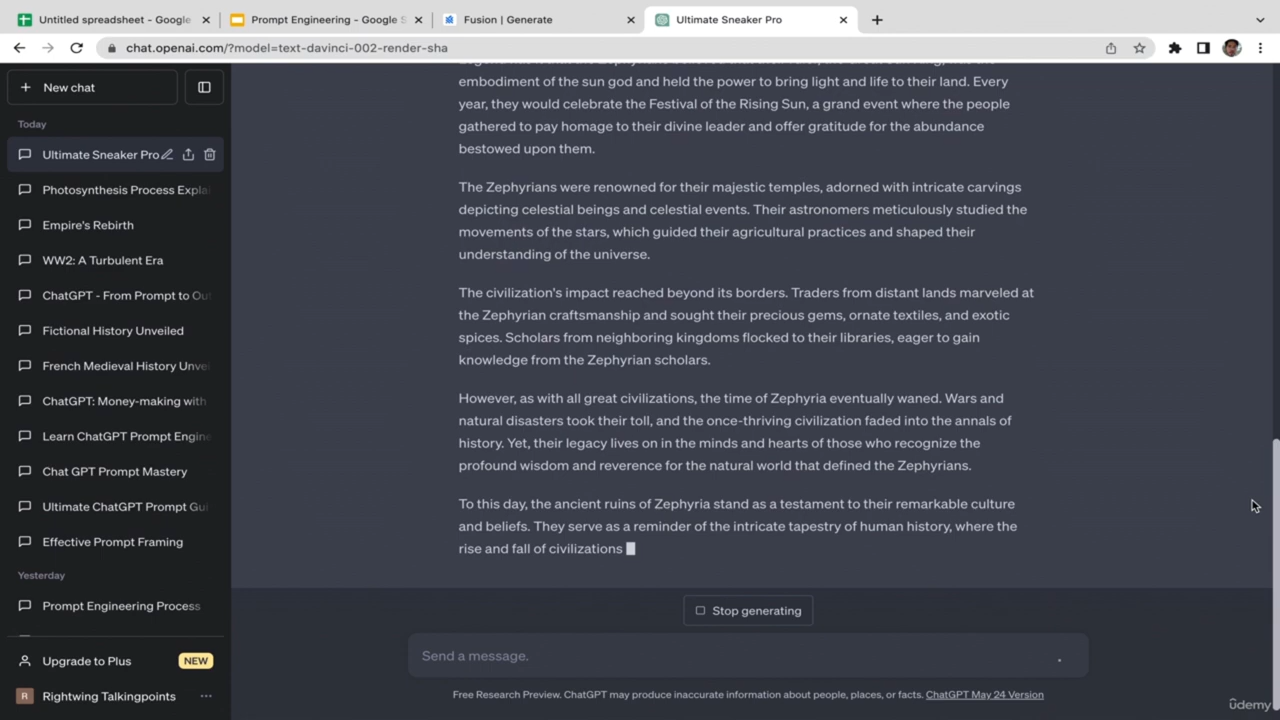 Untitled spreadsheet - Google
Prompt Engineering - Google S
Fusion | Generate
Ultimate Sneaker Pro
chat.openai.com/?model=text-davinci-002-render-sha
New chat
Today
Ultimate Sneaker Pro
Photosynthesis Process Expla
Empire's Rebirth
WW2: A Turbulent Era
ChatGPT - From Prompt to Out
Fictional History Unveiled
French Medieval History Unve
ChatGPT: Money-making with
Learn ChatGPT Prompt Engine
Chat GPT Prompt Mastery
Ultimate ChatGPT Prompt Gui
Effective Prompt Framing
Yesterday
Prompt Engineering Process
Upgrade to Plus
NEW
R
Rightwing Talkingpoints
embodiment of the sun god and held the power to bring light and life to their land. Every
year, they would celebrate the Festival of the Rising Sun, a grand event where the people
gathered to pay homage to their divine leader and offer gratitude for the abundance
bestowed upon them.
The Zephyrians were renowned for their majestic temples, adorned with intricate carvings
depicting celestial beings and celestial events. Their astronomers meticulously studied the
movements of the stars, which guided their agricultural practices and shaped their
understanding of the universe.
The civilization's impact reached beyond its borders. Traders from distant lands marveled at
the Zephyrian craftsmanship and sought their precious gems, ornate textiles, and exotic
spices. Scholars from neighboring kingdoms flocked to their libraries, eager to gain
knowledge from the Zephyrian scholars.
However, as with all great civilizations, the time of Zephyria eventually waned. Wars and
natural disasters took their toll, and the once-thriving civilization faded into the annals of
history. Yet, their legacy lives on in the minds and hearts of those who recognize the
profound wisdom and reverence for the natural world that defined the Zephyrians.
To this day, the ancient ruins of Zephyria stand as a testament to their remarkable culture
and beliefs. They serve as a reminder of the intricate tapestry of human history, where the
rise and fall of civilizations
Stop generating
Send a message.
Free Research Preview. ChatGPT may produce inaccurate information about people, places, or facts. ChatGPT May 24 Version
ûdemy